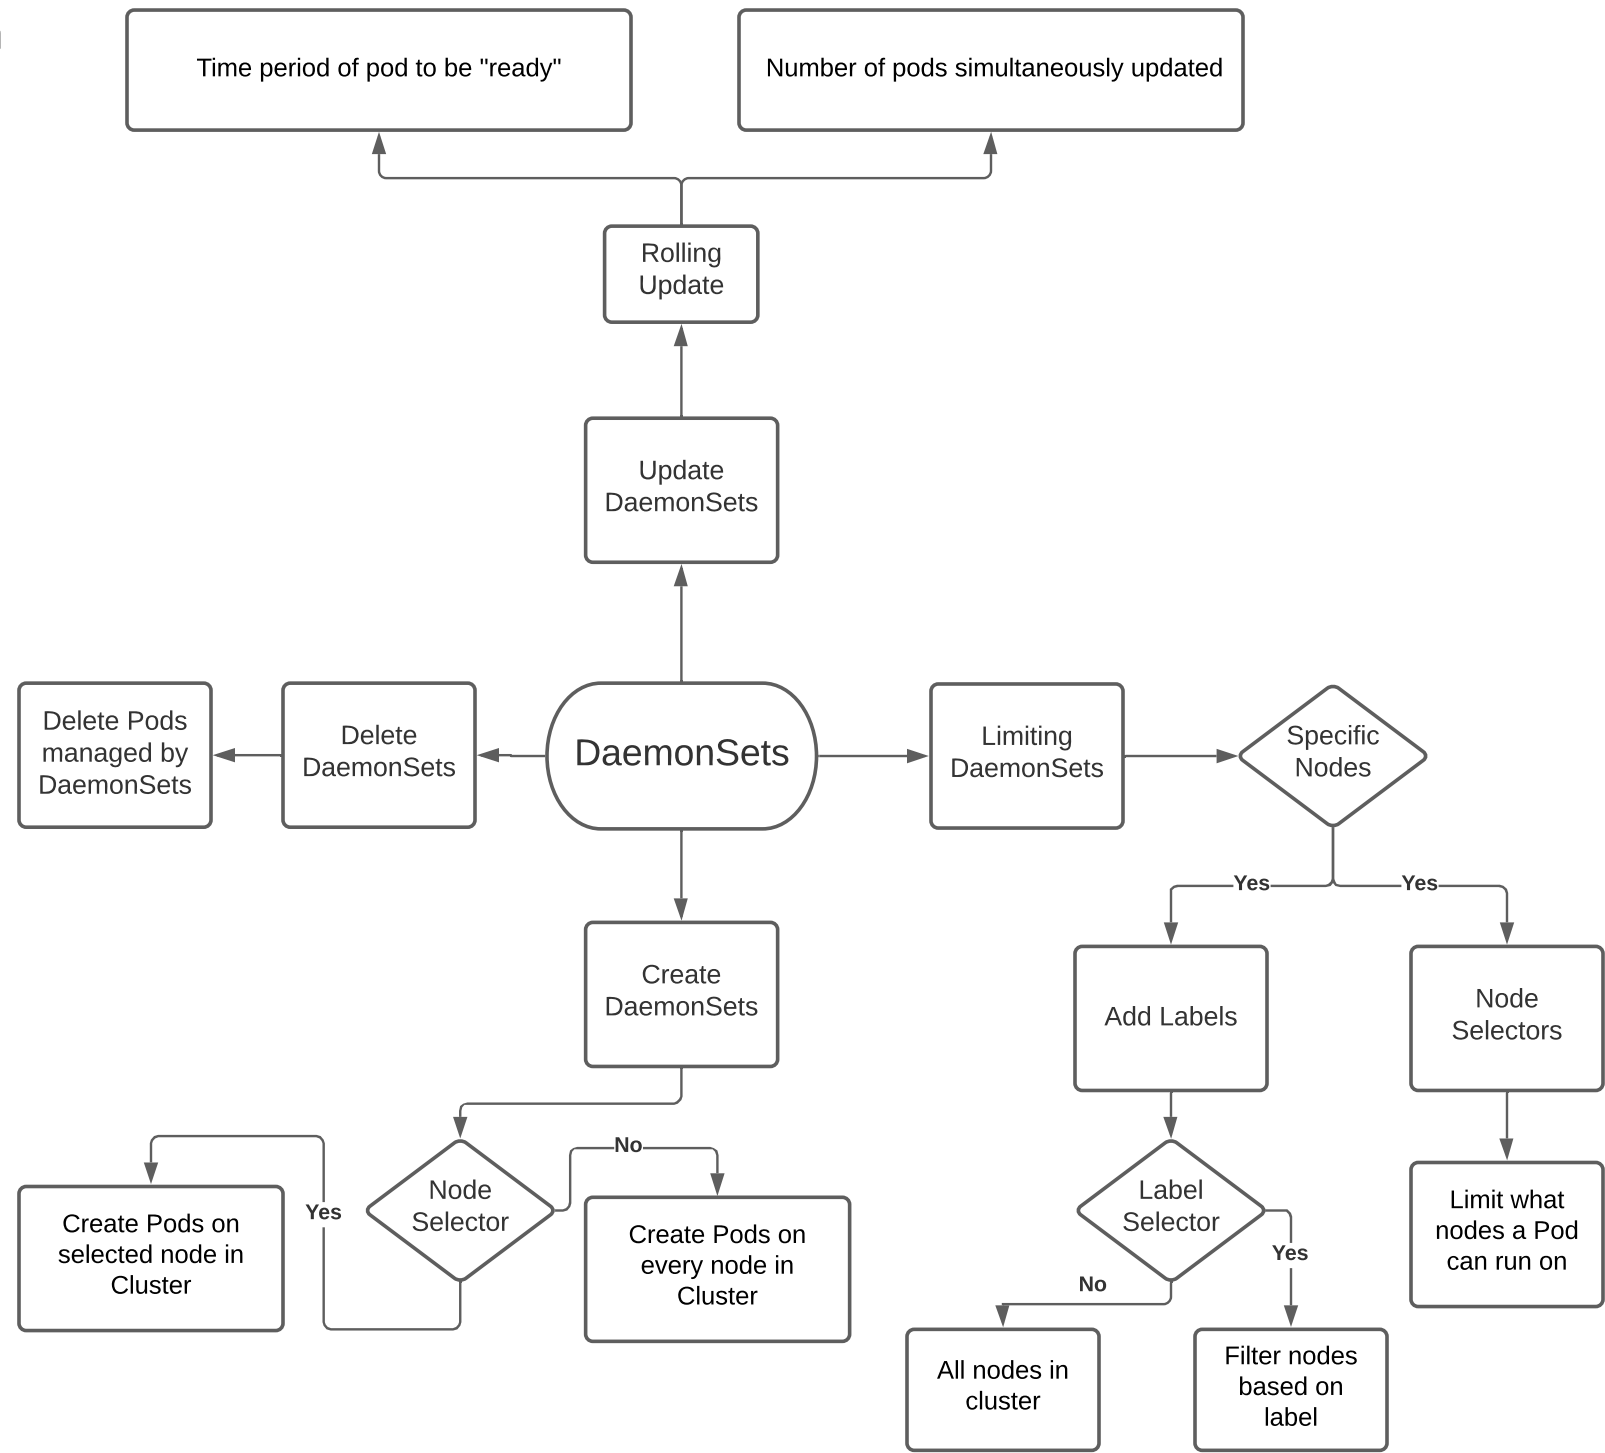 Time period of pod to be "ready"
Number of pods simultaneously updated
Rolling
Update
Update
DaemonSets
Delete Pods
managed by
DaemonSets
Delete
DaemonSets
DaemonSets
Limiting
DaemonSets
Specific
Nodes
Yes
Yes
Create
DaemonSets
Add Labels
Node
Selectors
No
Yes
Node
Selector
Create Pods on
selected node in
Cluster
Create Pods on
every node in
Cluster
Label
Selector
Yes
No
Limit what
nodes a Pod
can run on
All nodes in
cluster
Filter nodes
based on
label